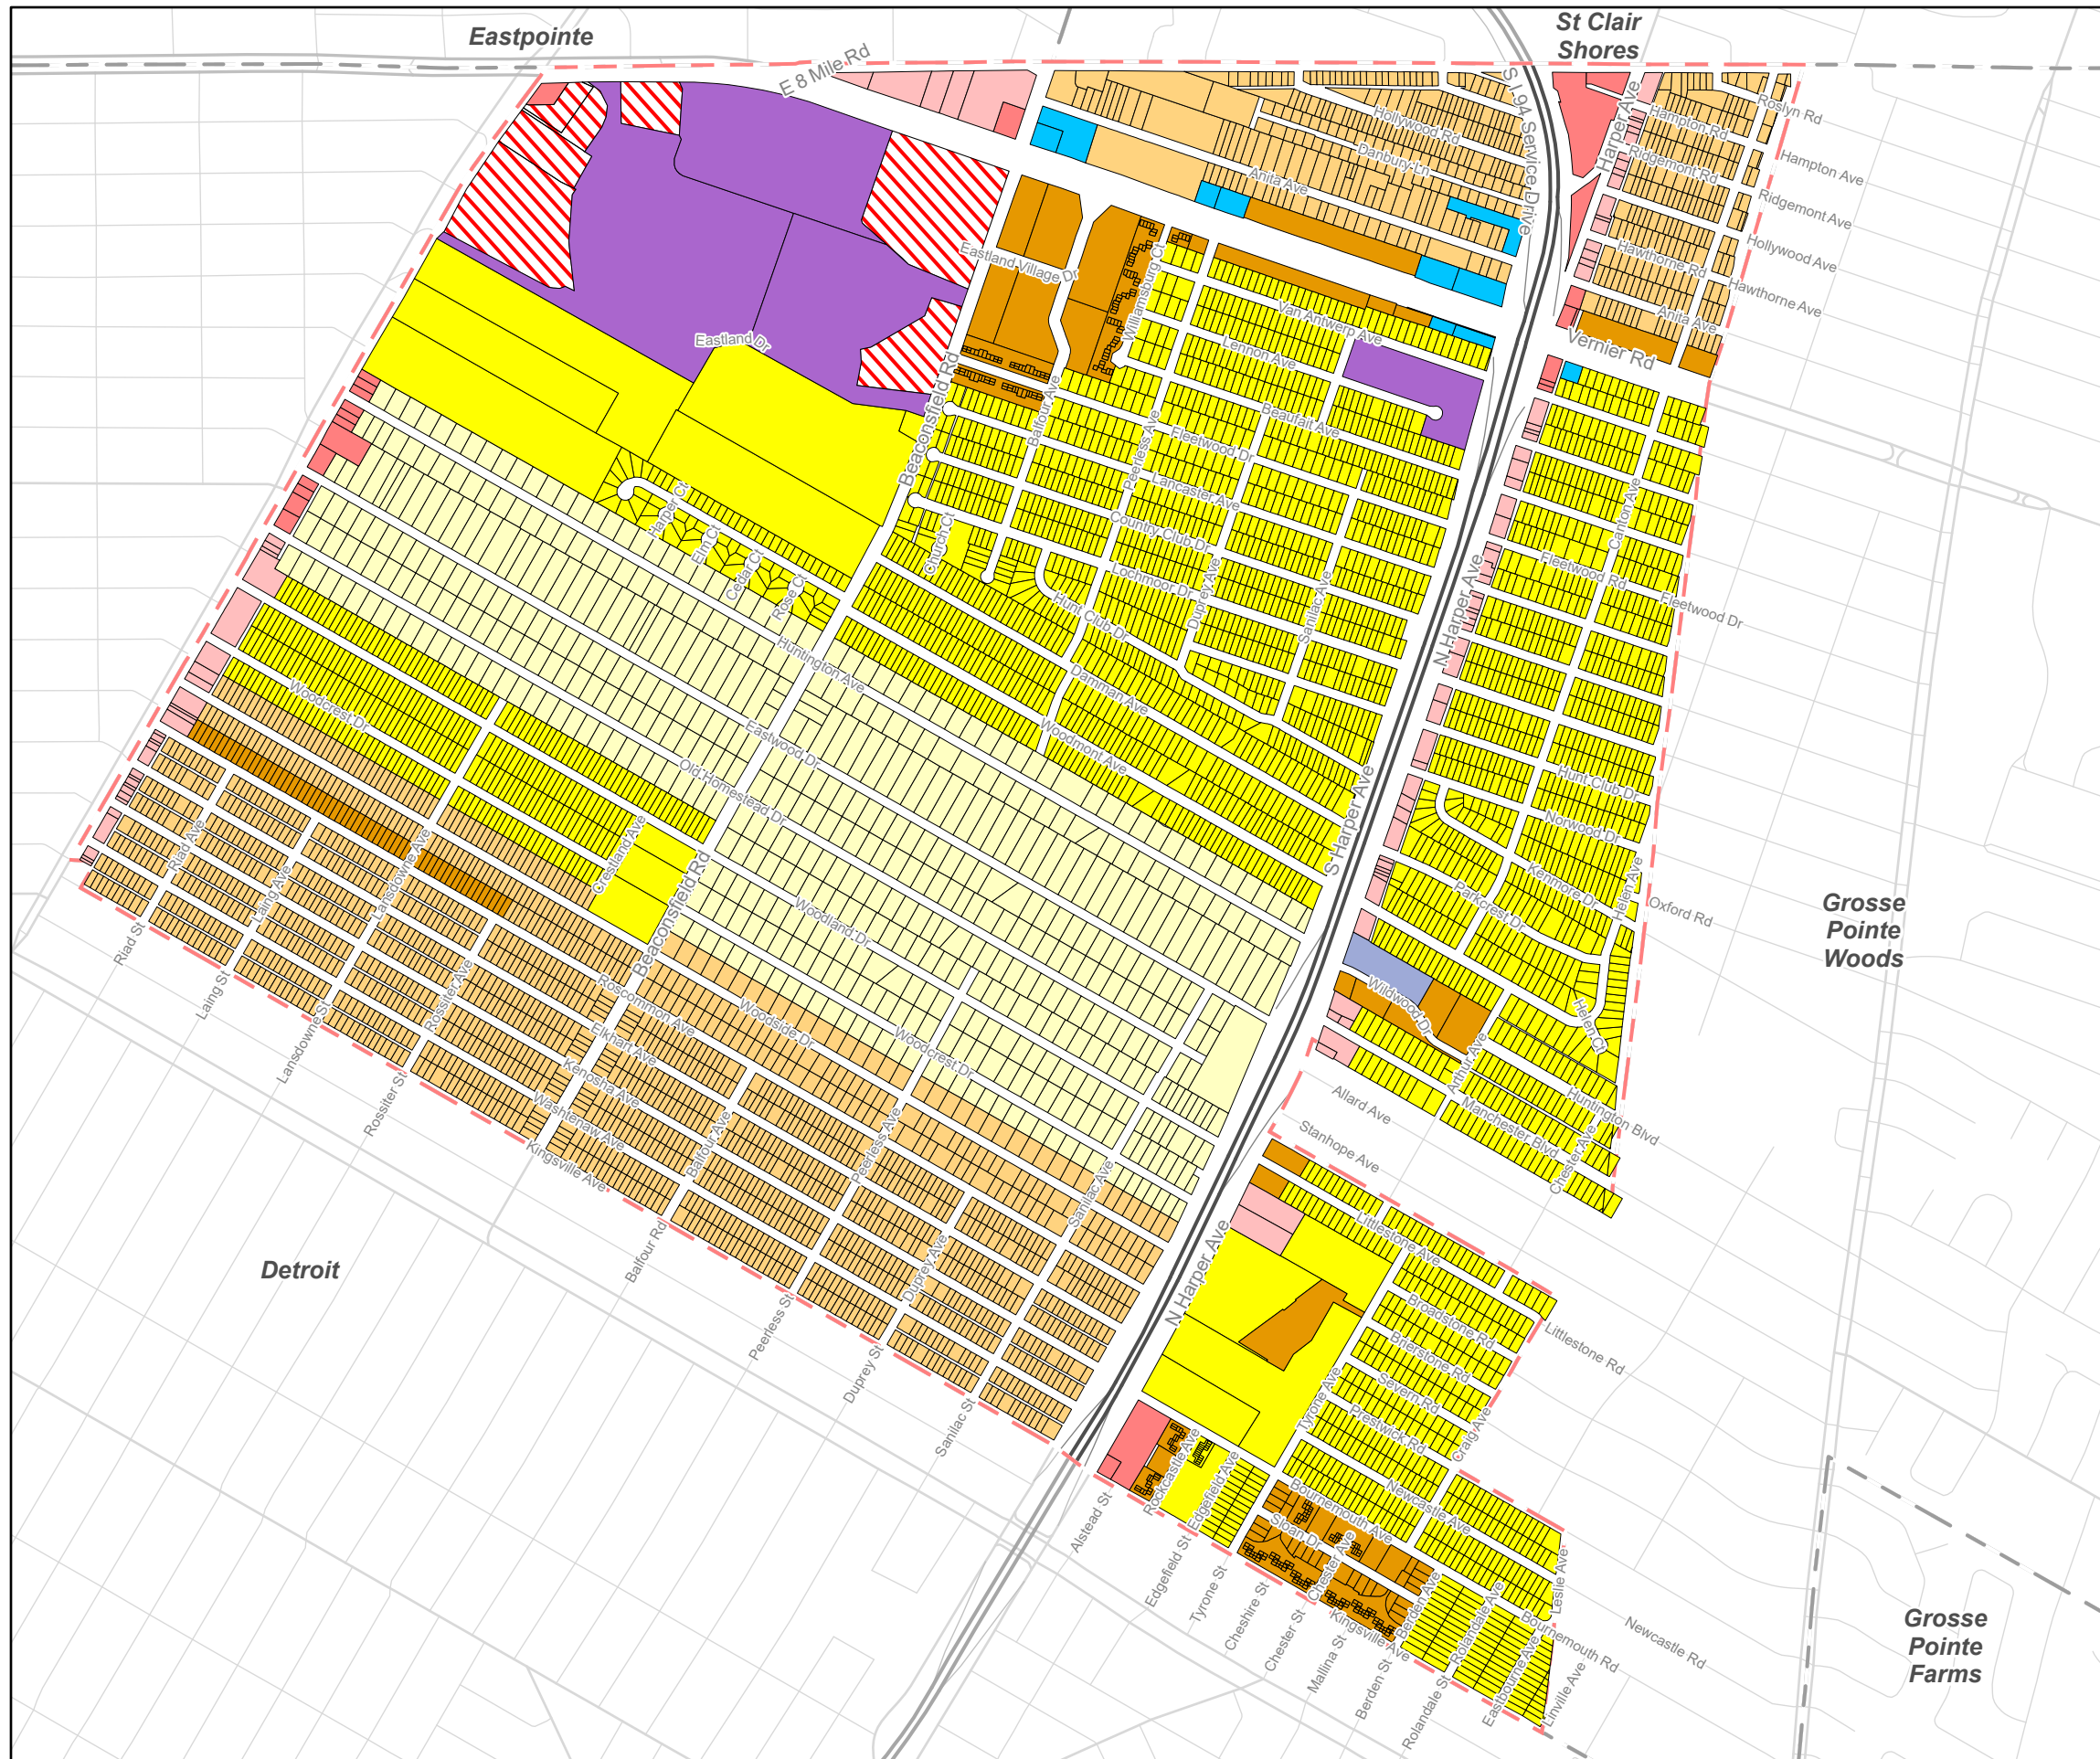 Eastpointe
St Clair
Shores
E 8 Mile Rd
S I 94 Service Drive
Harper Ave
Roslyn Rd
Hampton Rd
Hollywood Rd
Danbury Ln
Ridgemont Rd
Hampton Ave
Anita Ave
Ridgemont Ave
Hollywood Ave
Hawthorne Rd
Hawthorne Ave
Eastland Village Dr
Williamsburg Ct
Anita Ave
Van Antwerp Ave
Vernier Rd
Eastland Dr
Lennon Ave
Beaconsfield Rd
Balfour Ave
Beaufait Ave
Peerless Ave
Fleetwood Dr
Lancaster Ave
Canton Ave
Harper Ct
Elm Ct
Cedar Ct
Rose Ct
Church Ct
Country Club Dr
Lochmoor Dr
Duprey Ave
Sanilac Ave
Hunt Club Dr
N Harper Ave
Fleetwood Rd
Fleetwood Dr
Huntington Ave
Damman Ave
Woodmont Ave
Woodcrest Dr
Eastwood Dr
Old Homestead Dr
S Harper Ave
Hunt Club Dr
Norwood Dr
Kenmore Dr
Parkcrest Dr
Helen Ave
Oxford Rd
Grosse
Pointe
Woods
Riad Ave
Laing Ave
Lansdowne Ave
Crestland Ave
Beaconsfield Rd
Woodland Dr
Riad St
Laing St
Lansdowne St
Rossiter Ave
Rossiter St
Roscommon Ave
Woodside Dr
Woodcrest Dr
Elkhart Ave
Kenosha Ave
Washtenaw Ave
Kingsville Ave
Wildwood Dr
Helen Ct
Arthur Ave
Huntington Blvd
Manchester Blvd
Chester Ave
Allard Ave
Stanhope Ave
Balfour Ave
Peerless Ave
Sanilac Ave
Duprey Ave
Balfour Rd
Peerless St
Duprey St
Sanilac St
Detroit
N Harper Ave
Littlestone Ave
Broadstone Rd
Brierstone Rd
Severn Rd
Prestwick Rd
Littlestone Rd
Tyrone Ave
Craig Ave
Newcastle Ave
Bournemouth Ave
Rockcastle Ave
Edgefield Ave
Sloan Dr
Chester Ave
Alstead St
Edgefield St
Tyrone St
Cheshire St
Chester St
Mallina St
Berden St
Rolandale St
Kingsville Ave
Berden Ave
Rolandale Ave
Eastbourne Ave
Linville Ave
Leslie Ave
Bournemouth Rd
Newcastle Rd
Grosse
Pointe
Farms